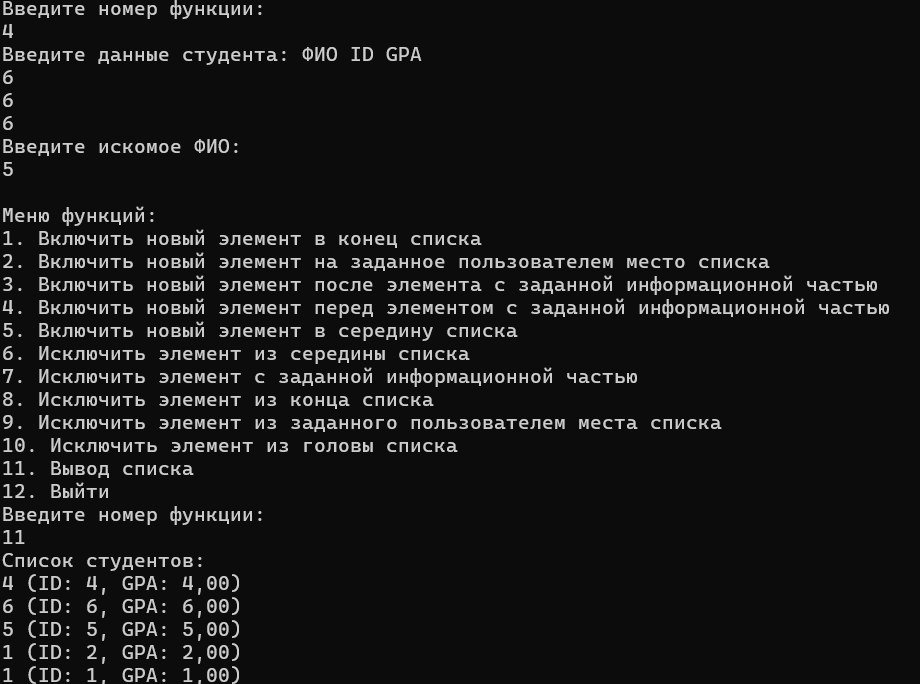 Введите номер функции:
4
Введите данные студента: ФИО ID GPA
6
6
6
Введите искомое ФИО:
5
Меню функций:
1. Включить новый элемент в конец списка
2. Включить новый элемент на заданное пользователем место списка
3. Включить новый элемент после элемента с заданной информационной частью
4. Включить новый элемент перед элементом с заданной информационной частью
5. Включить новый элемент в середину списка
6. Исключить элемент из середины списка
7. Исключить элемент с заданной информационной частью
8. Исключить элемент из конца списка
9. Исключить элемент из заданного пользователем места списка
10. Исключить элемент из головы списка
11. Вывод списка
12. Выйти
Введите номер функции:
11
Список студентов:
4 (ID: 4, GPA: 4,00)
6 (ID: 6, GPA: 6,00)
5 (ID: 5, GPA: 5,00)
1 (ID: 2, GPA: 2,00)
1 (ID: 1, GPA: 1,00)